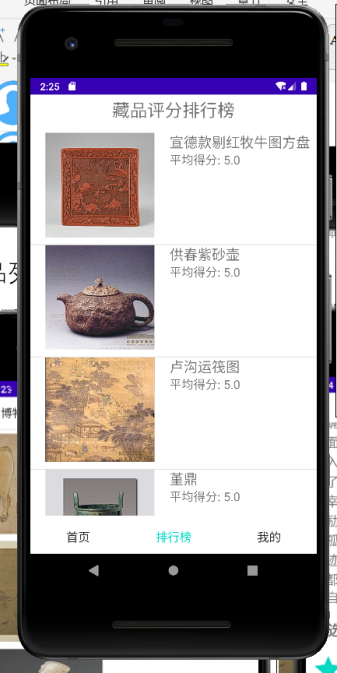 2:25
藏品评分排行榜
宣德款剔红牧牛图方盘
平均得分: 5.0
供春紫砂壶
平均得分: 5.0
卢沟运筏图
平均得分: 5.0
堇鼎
平均得分: 5.0
首页
排行榜
我的